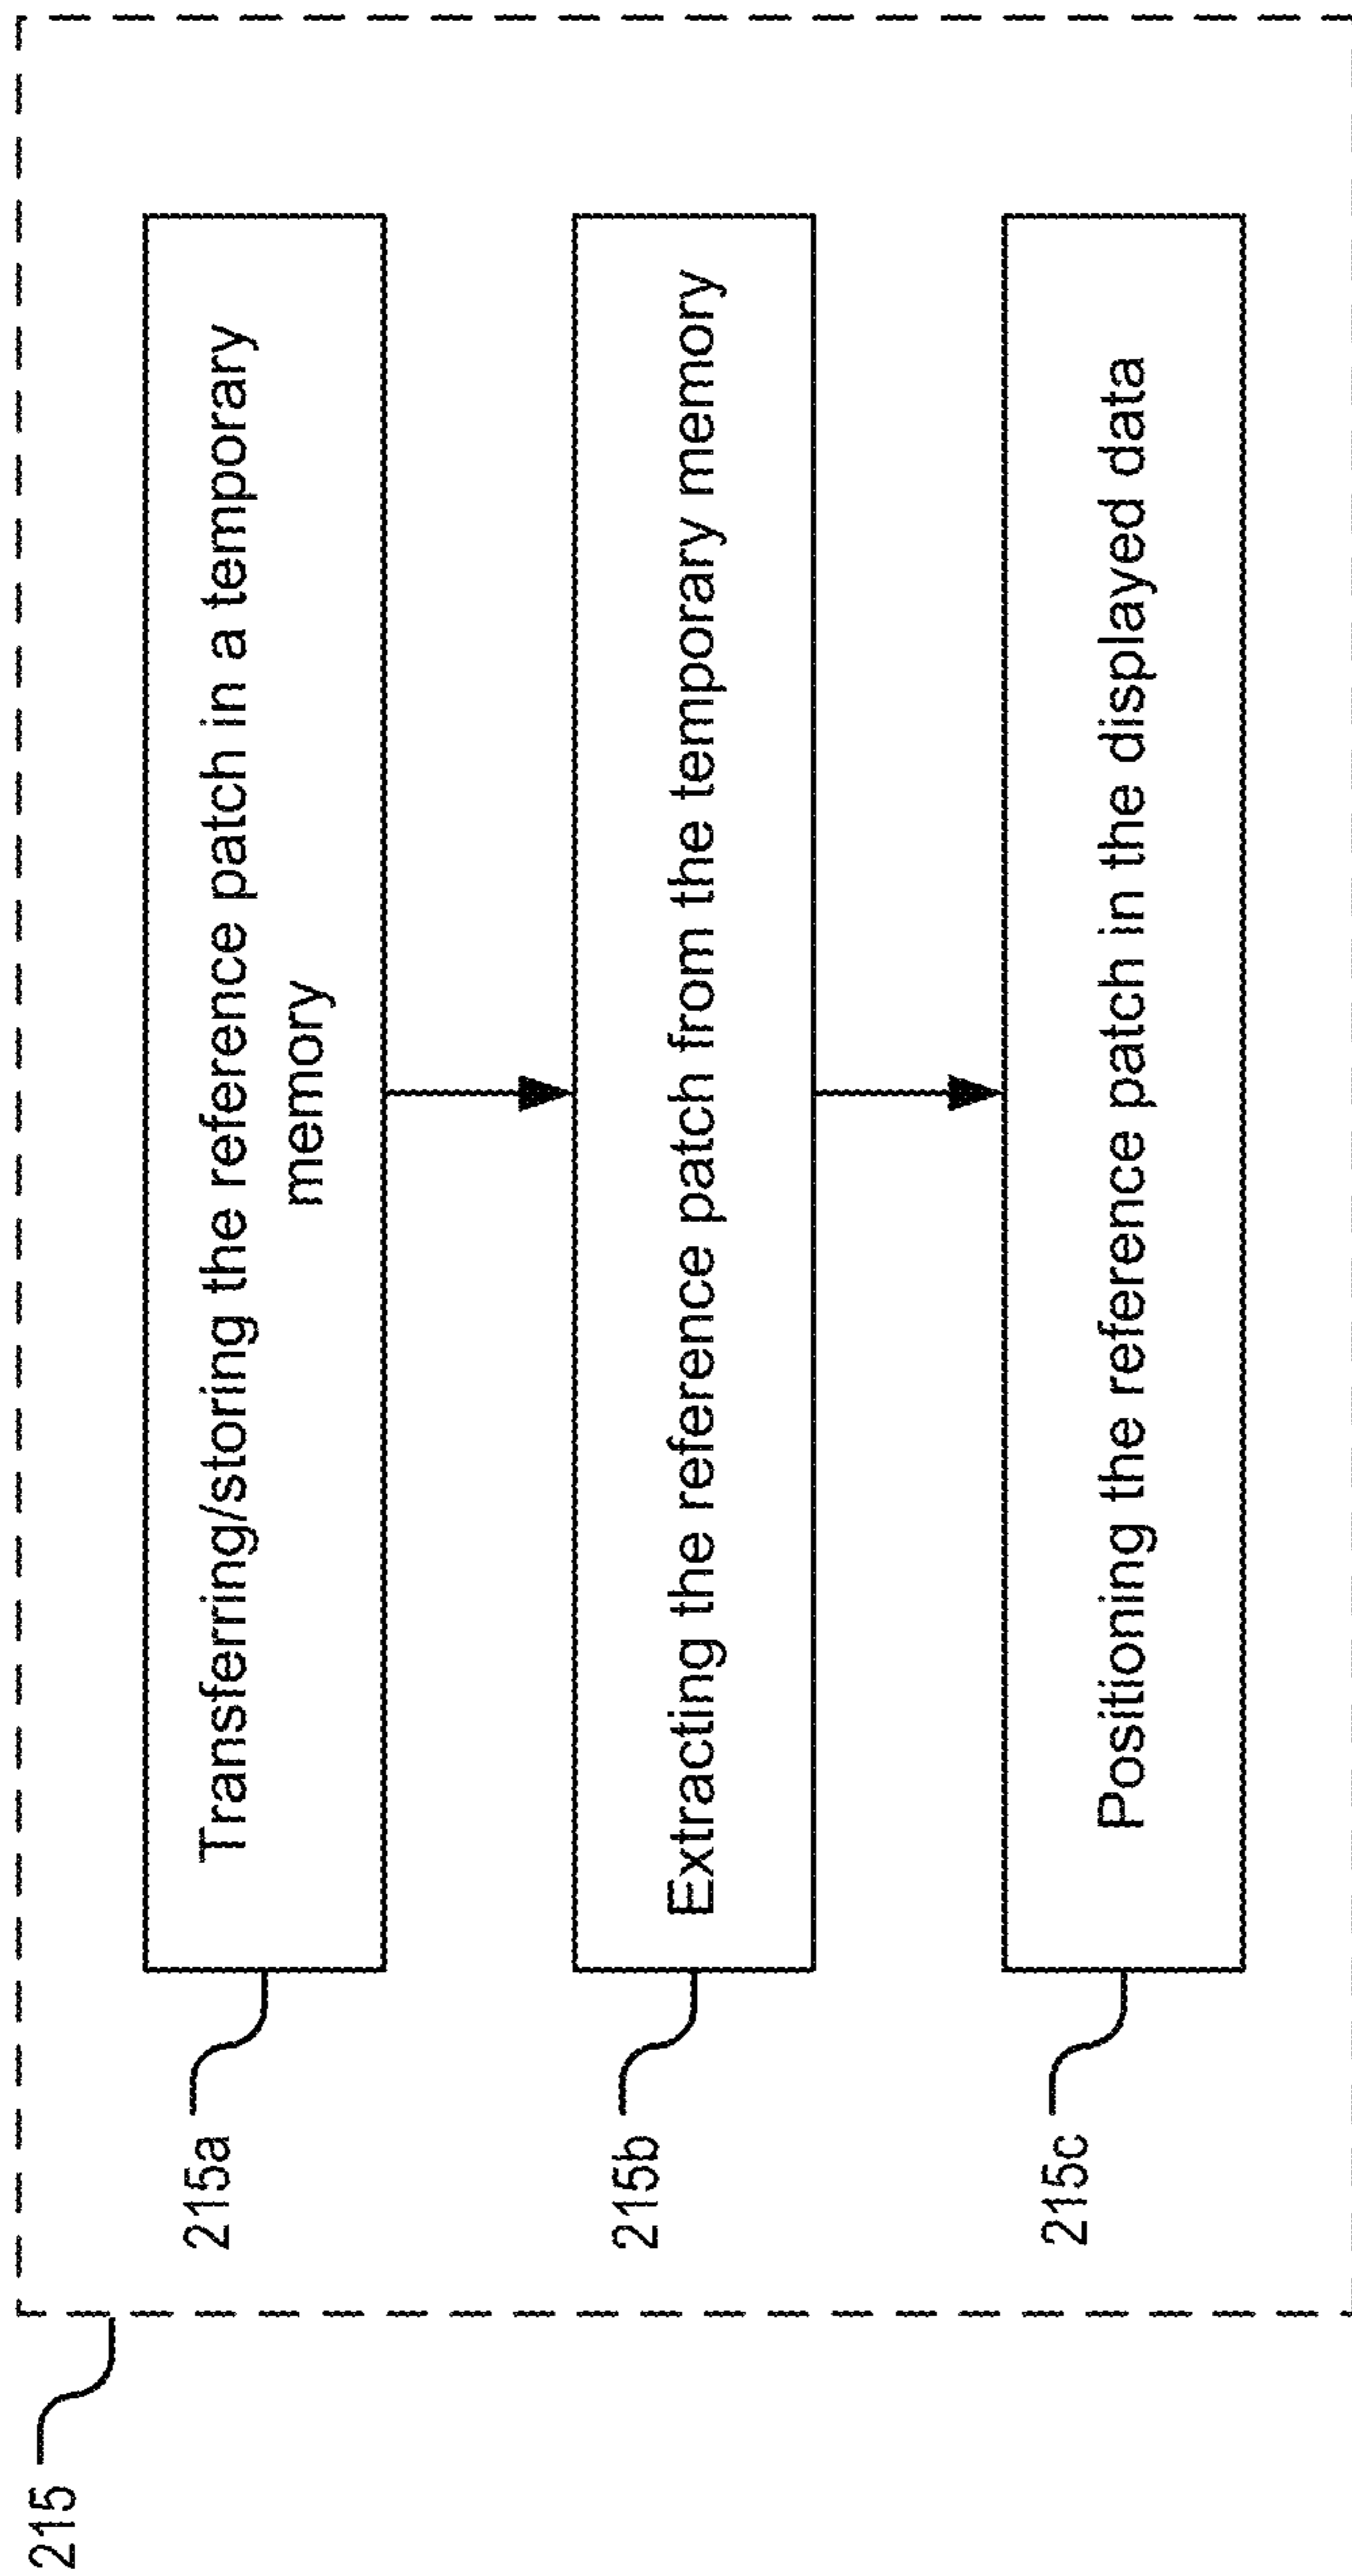 215
215a
Transferring/storing the reference patch in a temporary
memory
215b
Extracting the reference patch from the temporary memory
215c
Positioning the reference patch in the displayed data